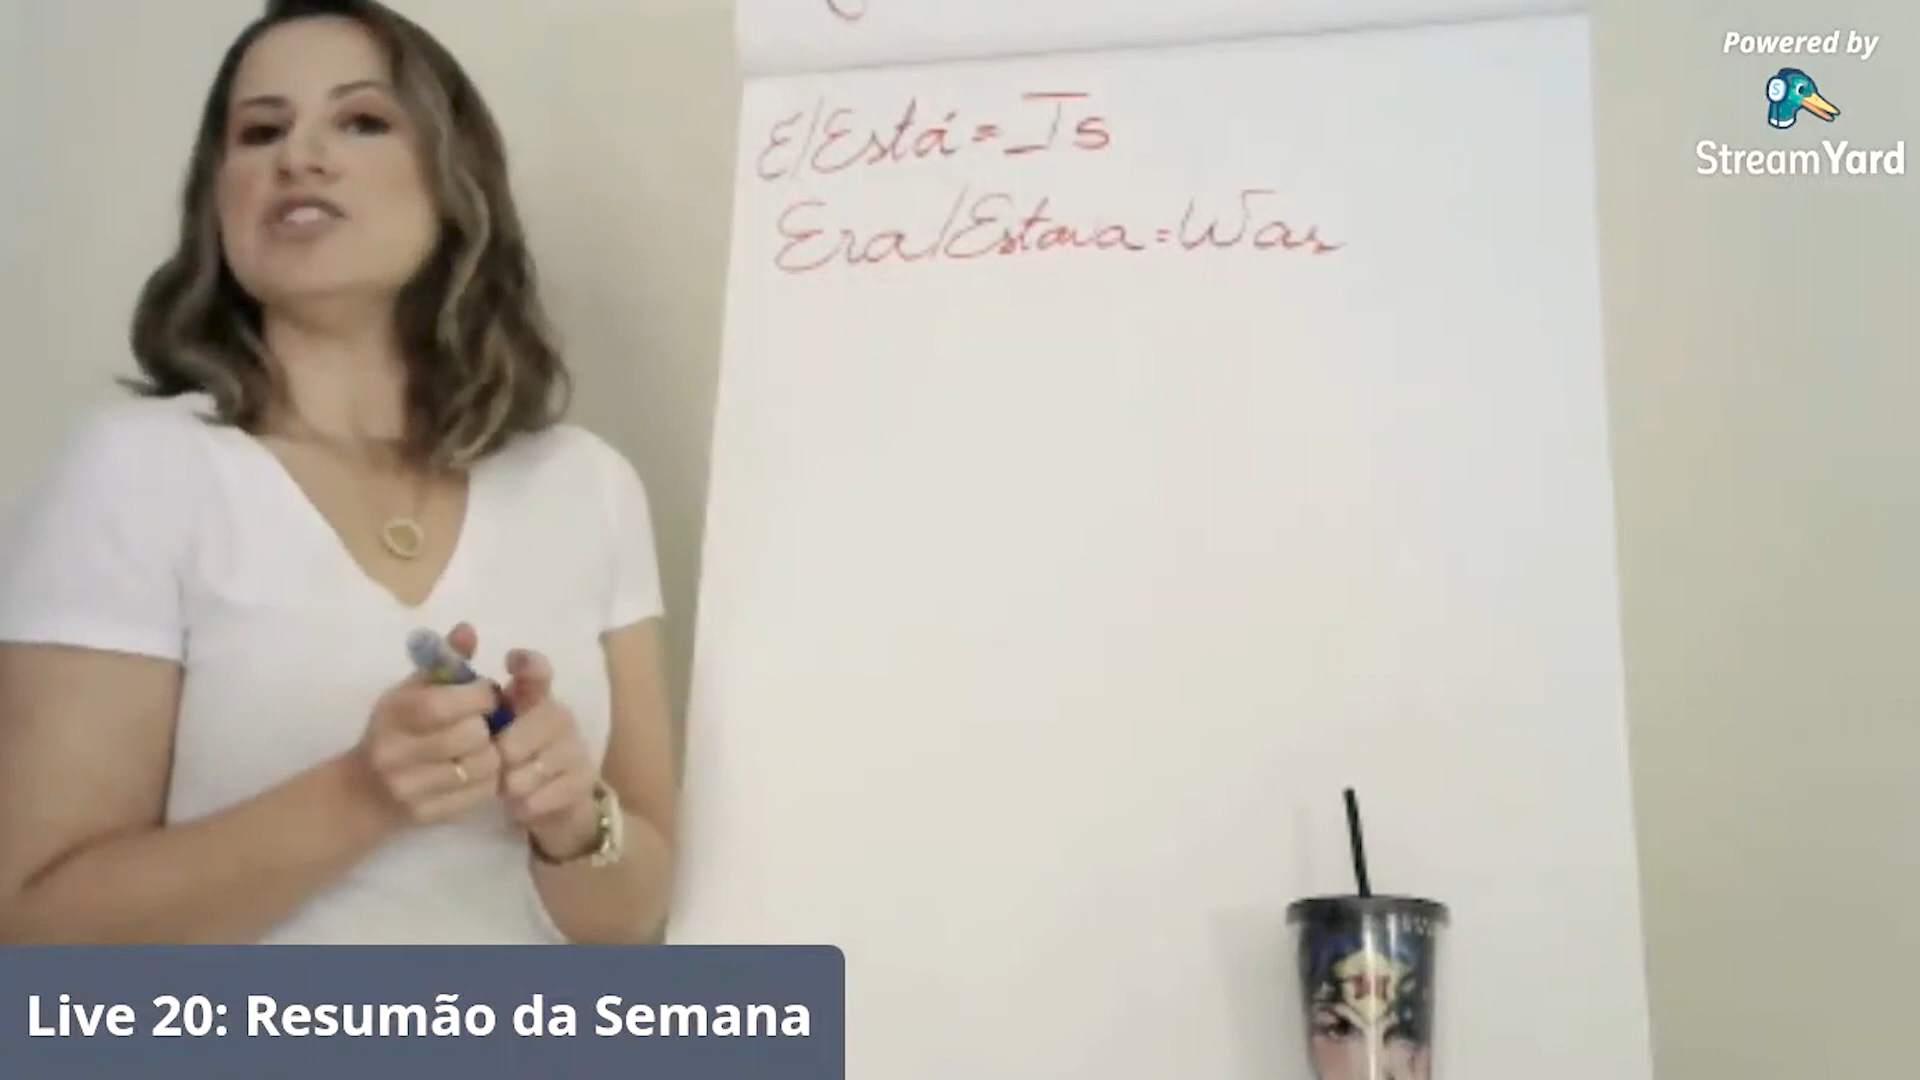 É/Está = Is
Era/Estava = Was
Powered by
StreamYard
Live 20: Resumão da Semana